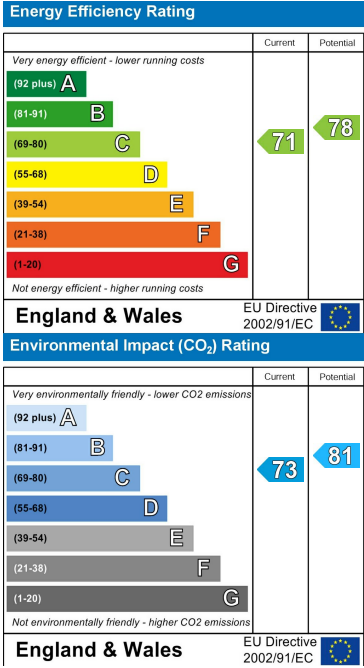 Energy Efficiency Rating
Current Potential
Very energy efficient - lower running costs
(92 plus) A
(81-91) B
(69-80) C
(55-68) D
(39-54) E
(21-38) F
(1-20) G
71 78
Not energy efficient - higher running costs
England & Wales
EU Directive
2002/91/EC
Environmental Impact (CO₂) Rating
Current Potential
Very environmentally friendly - lower CO2 emissions
(92 plus) A
(81-91) B
(69-80) C
(55-68) D
(39-54) E
(21-38) F
(1-20) G
73 81
Not environmentally friendly - higher CO2 emissions
England & Wales
EU Directive
2002/91/EC